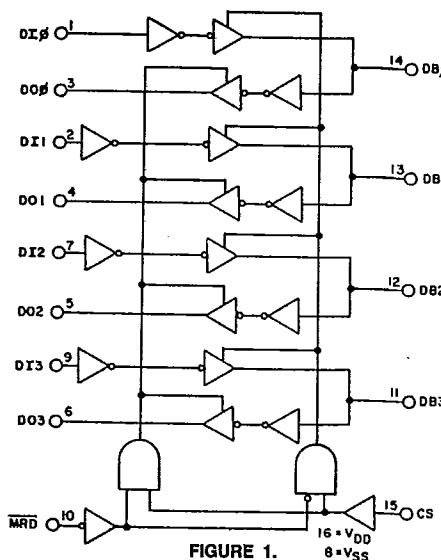 DIØ 1
14 DB
DOØ 3
DI1 2
13 DB
DO1 4
DI2 7
12 DB2
DO2 5
DI3 9
11 DB3
DO3 6
MRD 10
15 CS
16 = VDD
8 = VSS
FIGURE 1.